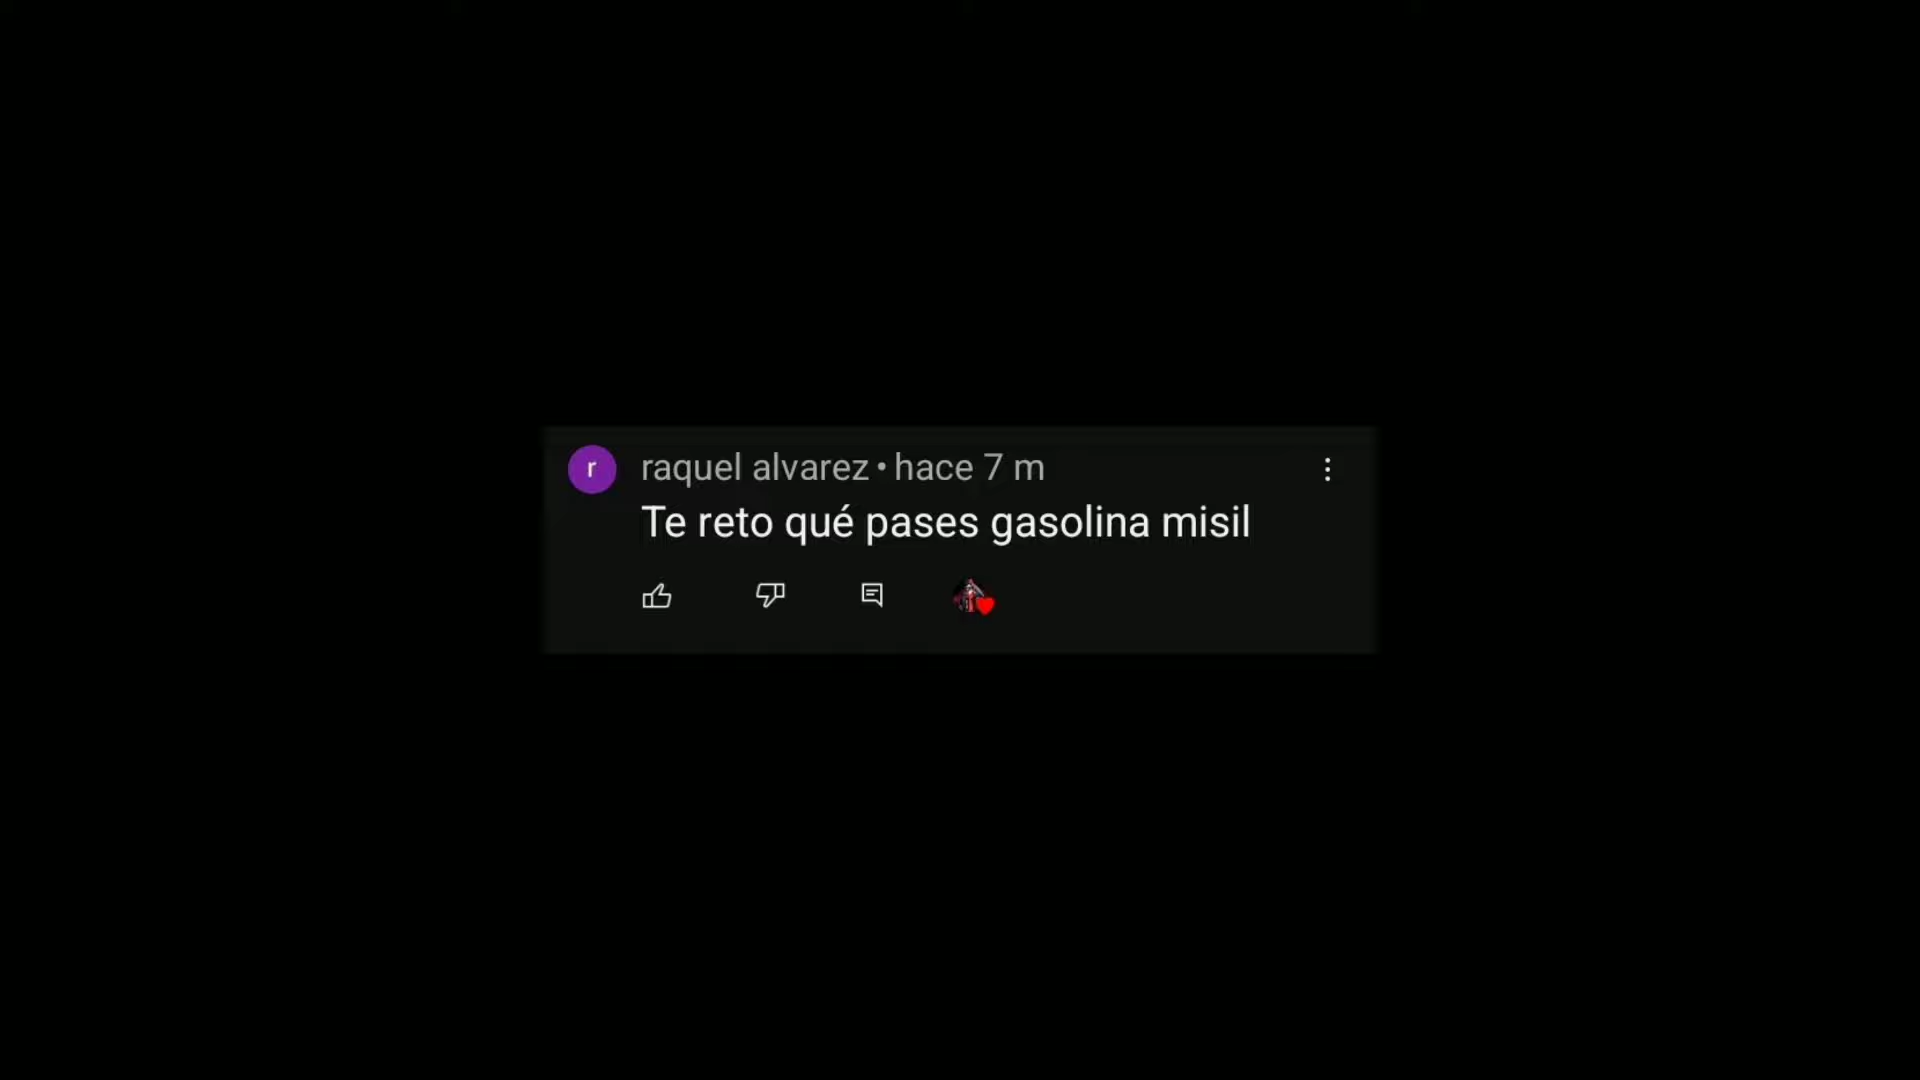 r
raquel alvarez • hace 7 m
Te reto qué pases gasolina misil